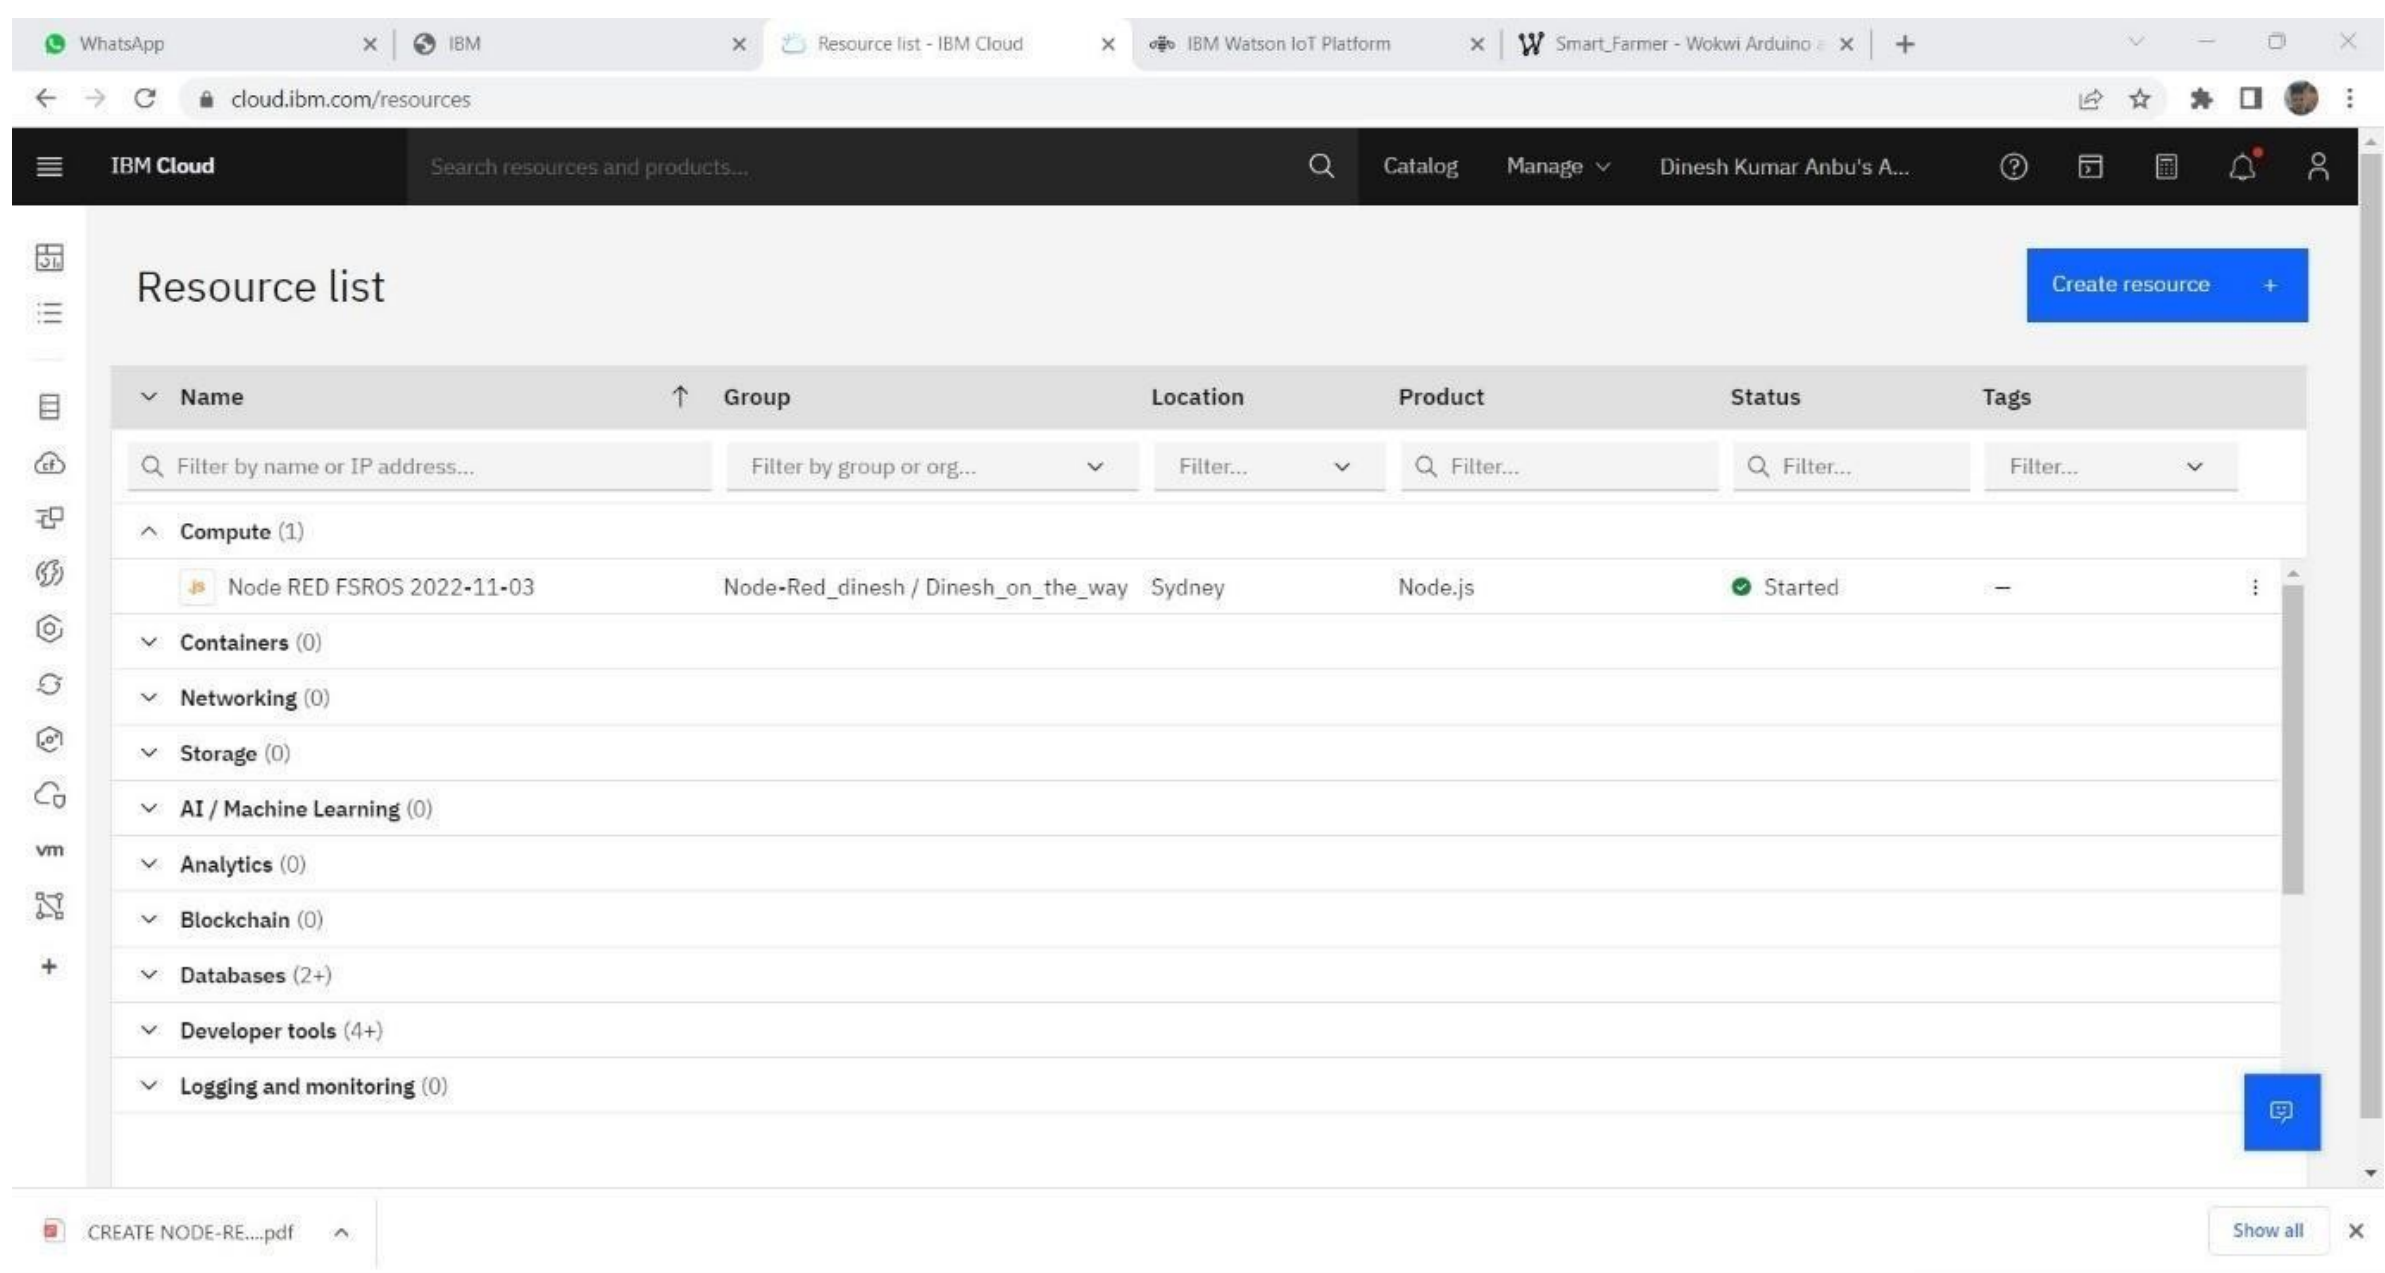 WhatsApp
IBM
Resource list - IBM Cloud
IBM Watson IoT Platform
Smart_Farmer - Wokwi Arduino
cloud.ibm.com/resources
IBM Cloud
Search resources and products...
Catalog
Manage
Dinesh Kumar Anbu's A...
Resource list
Create resource +
Name
Group
Location
Product
Status
Tags
Filter by name or IP address...
Filter by group or org...
Filter...
Filter...
Filter...
Filter...
Compute (1)
JS
Node RED FSROS 2022-11-03
Node-Red_dinesh / Dinesh_on_the_way
Sydney
Node.js
Started
–
Containers (0)
Networking (0)
Storage (0)
AI / Machine Learning (0)
vm
Analytics (0)
Blockchain (0)
Databases (2+)
Developer tools (4+)
Logging and monitoring (0)
CREATE NODE-RE....pdf
Show all